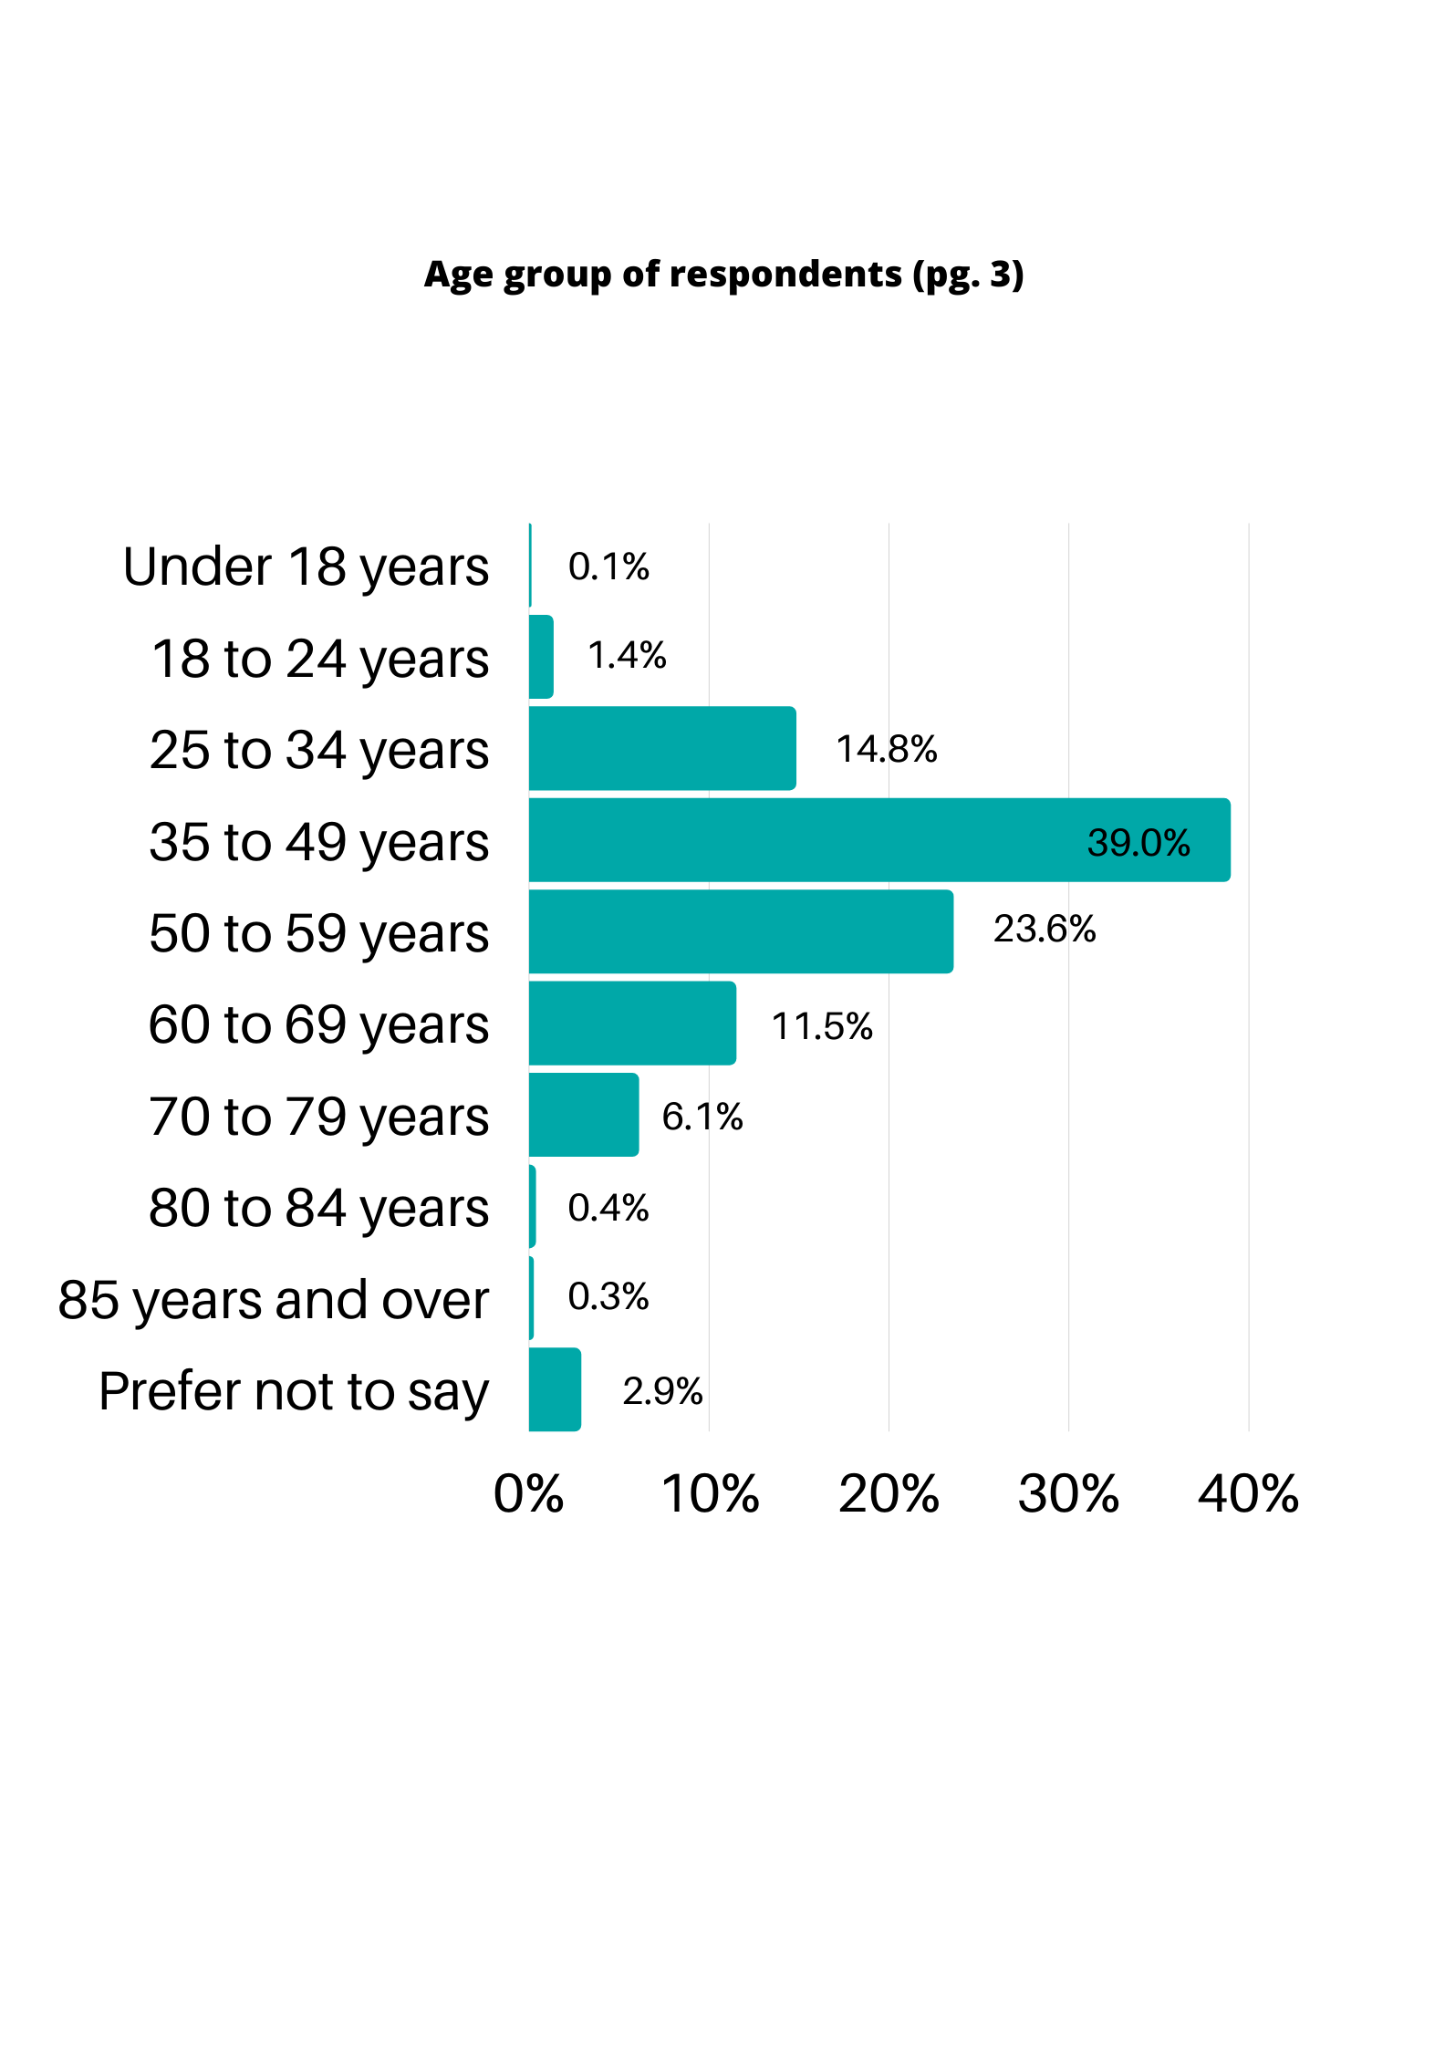 Age group of respondents (pg. 3)
Under 18 years 0.1%
18 to 24 years 1.4%
25 to 34 years 14.8%
35 to 49 years 39.0%
50 to 59 years 23.6%
60 to 69 years 11.5%
70 to 79 years 6.1%
80 to 84 years 0.4%
85 years and over 0.3%
Prefer not to say 2.9%
0% 10% 20% 30% 40%